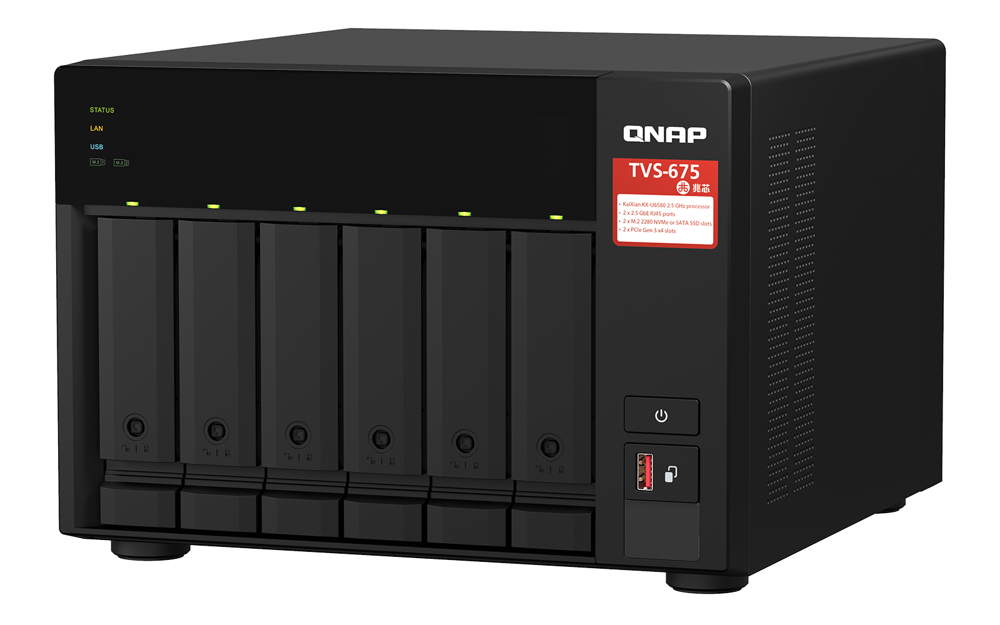 STATUS
LAN
USB
M.2 1 M.2 2
QNAP
TVS-675
兆芯
• KaiXian KX-U6580 2.5 GHz processor
• 2 x 2.5 GbE RJ45 ports
• 2 x M.2 2280 NVMe or SATA SSD slots
• 2 x PCIe Gen 3 x4 slots